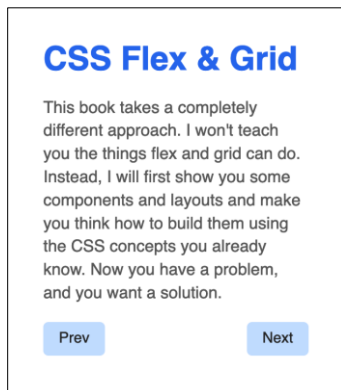 CSS Flex & Grid
This book takes a completely
different approach. I won't teach
you the things flex and grid can do.
Instead, I will first show you some
components and layouts and make
you think how to build them using
the CSS concepts you already
know. Now you have a problem,
and you want a solution.
Prev Next